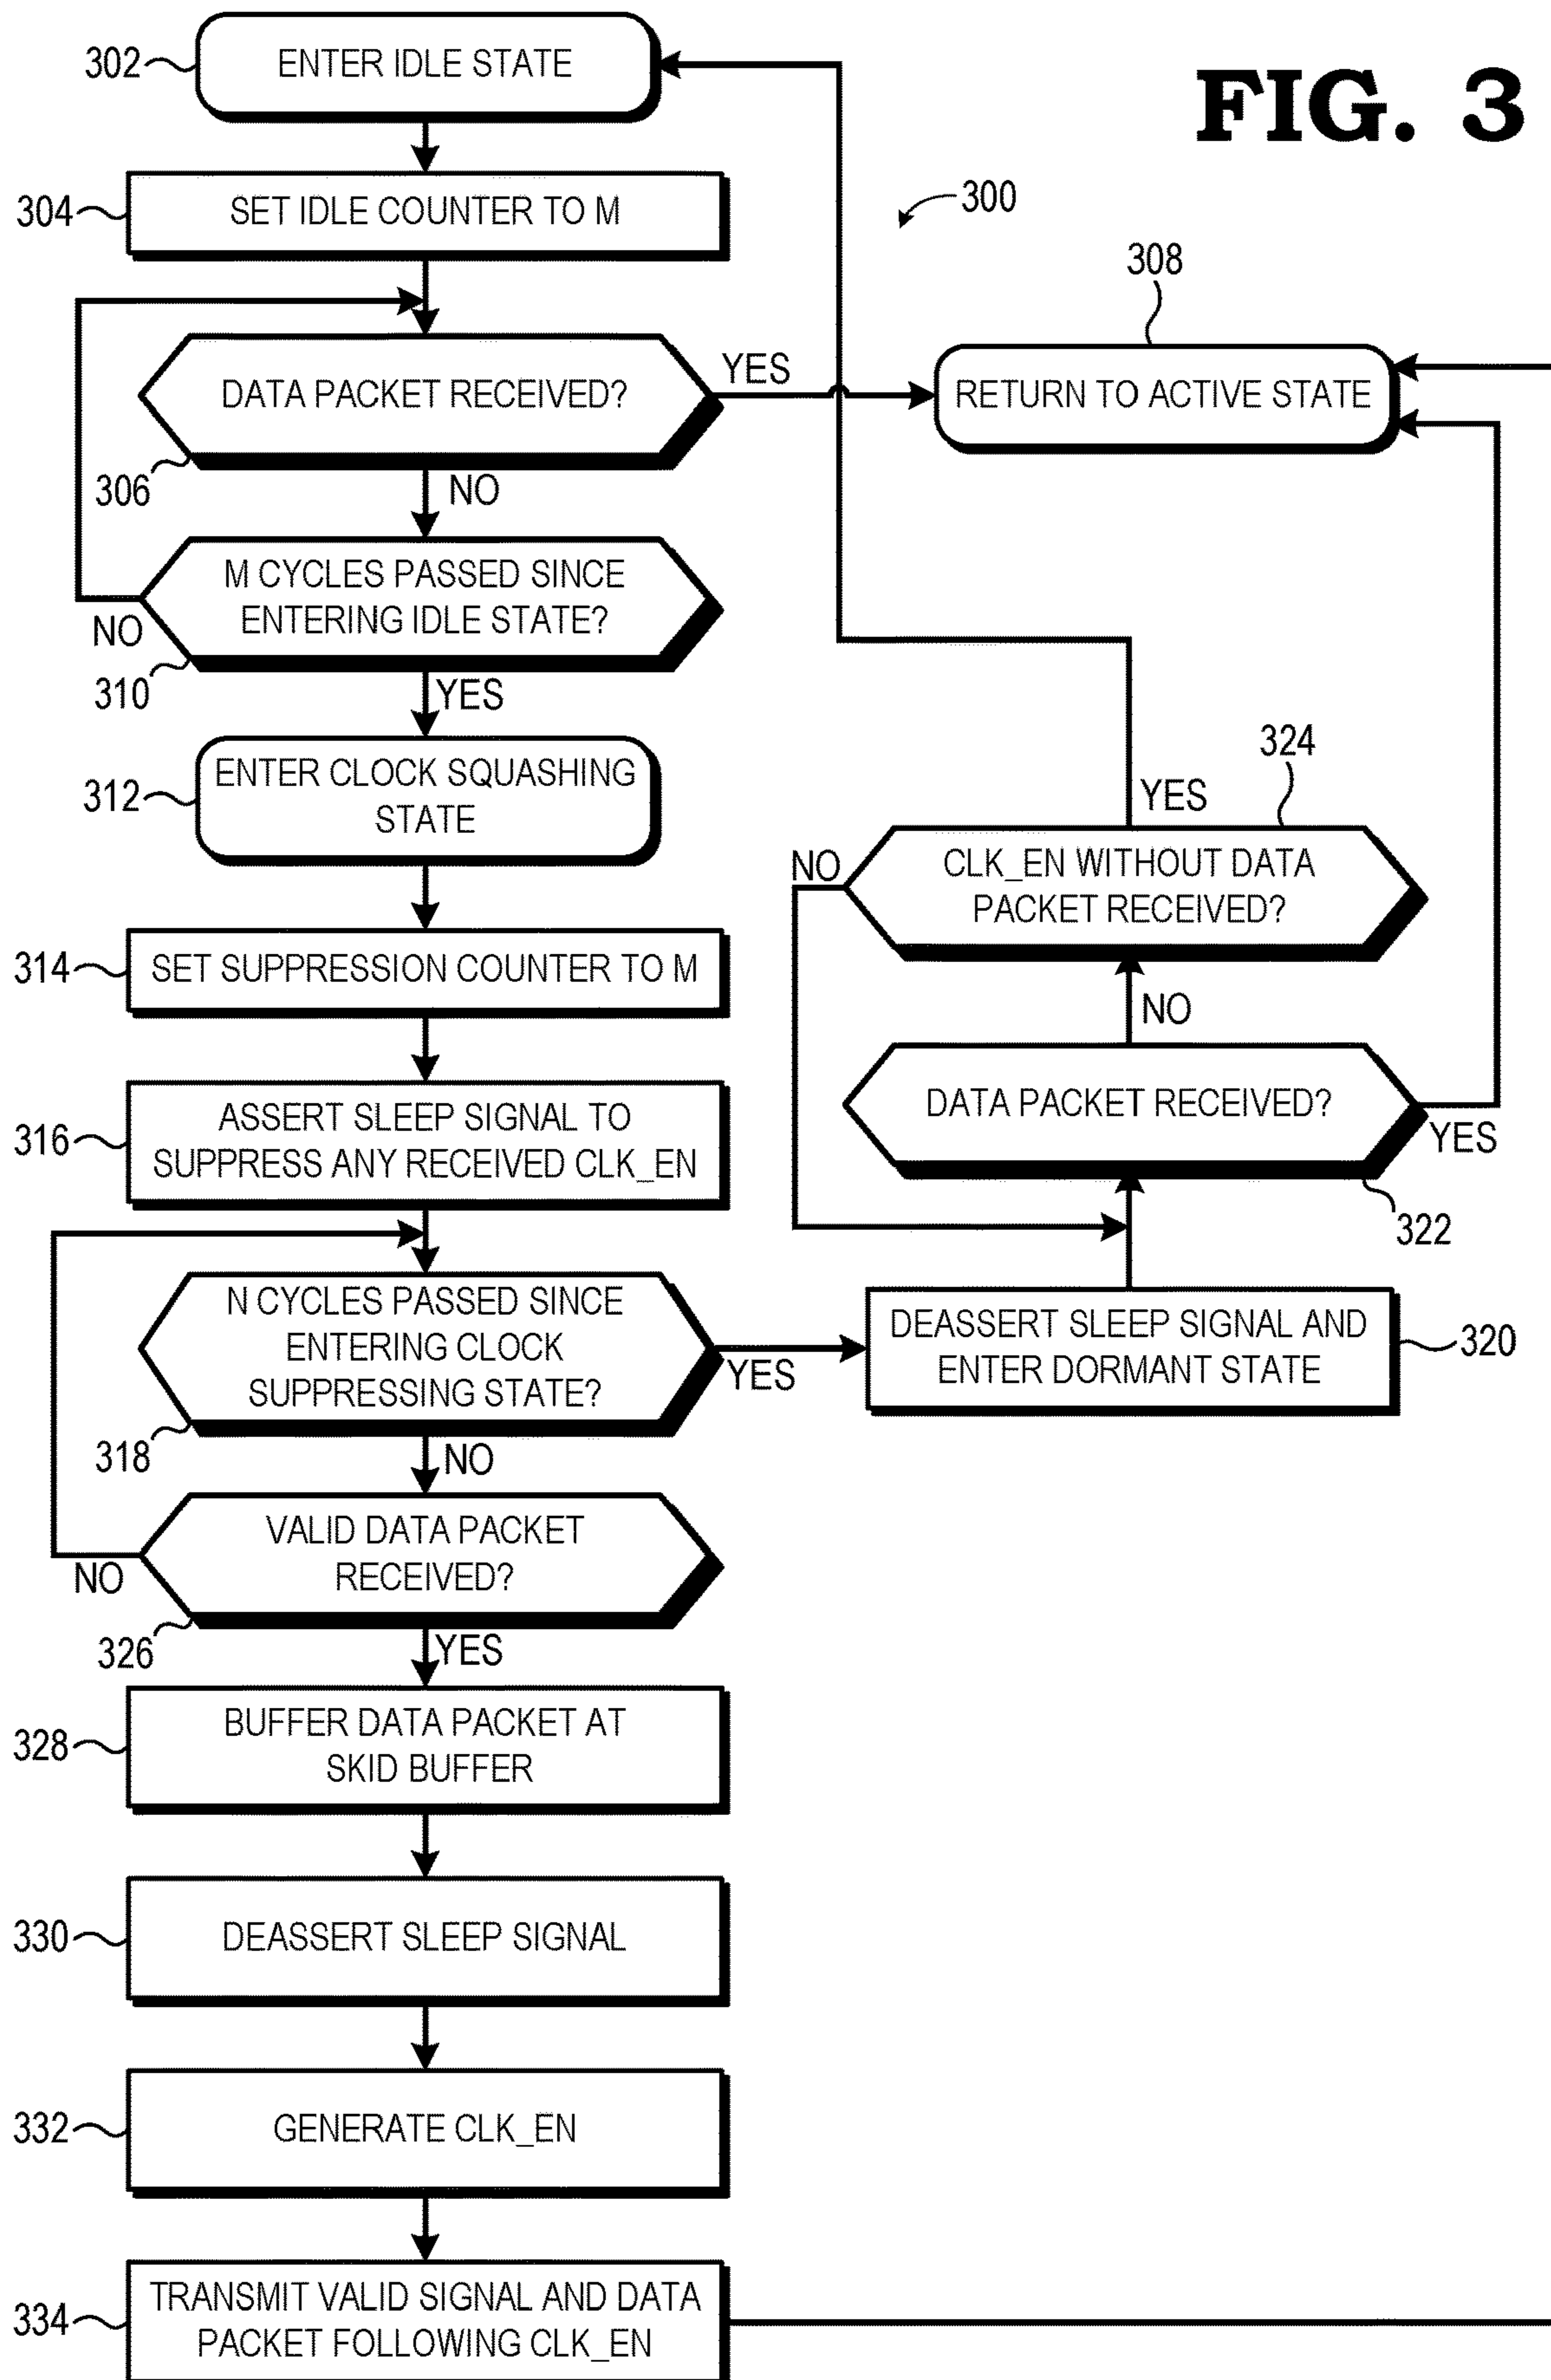 FIG. 3
300
302
ENTER IDLE STATE
304
SET IDLE COUNTER TO M
306
DATA PACKET RECEIVED?
YES
NO
308
RETURN TO ACTIVE STATE
310
M CYCLES PASSED SINCE
ENTERING IDLE STATE?
NO
YES
312
ENTER CLOCK SQUASHING
STATE
314
SET SUPPRESSION COUNTER TO M
316
ASSERT SLEEP SIGNAL TO
SUPPRESS ANY RECEIVED CLK_EN
318
N CYCLES PASSED SINCE
ENTERING CLOCK
SUPPRESSING STATE?
YES
NO
320
DEASSERT SLEEP SIGNAL AND
ENTER DORMANT STATE
322
DATA PACKET RECEIVED?
YES
NO
324
CLK_EN WITHOUT DATA
PACKET RECEIVED?
YES
NO
326
VALID DATA PACKET
RECEIVED?
NO
YES
328
BUFFER DATA PACKET AT
SKID BUFFER
330
DEASSERT SLEEP SIGNAL
332
GENERATE CLK_EN
334
TRANSMIT VALID SIGNAL AND DATA
PACKET FOLLOWING CLK_EN